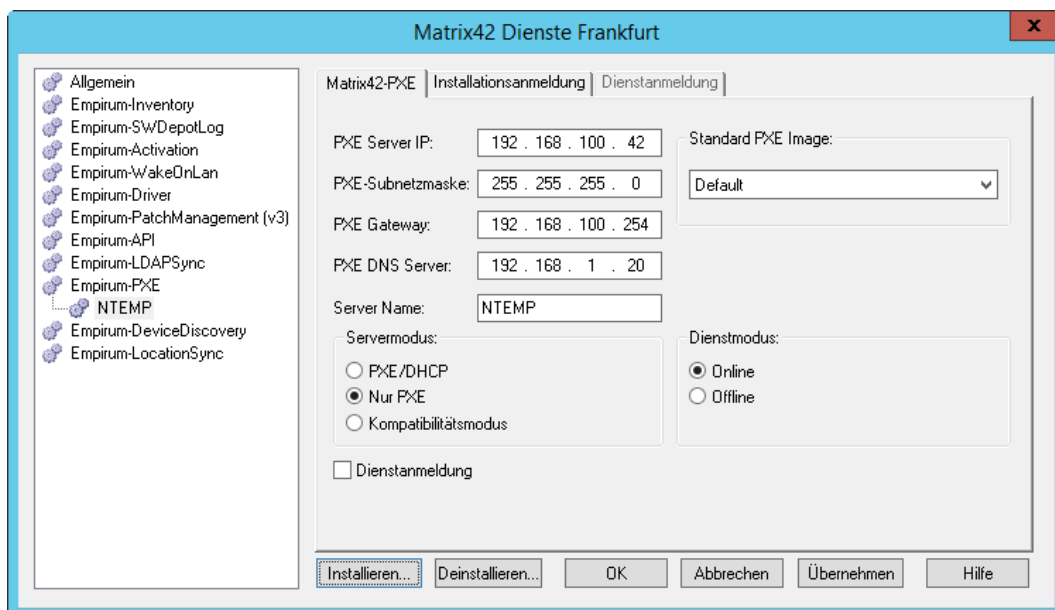 Matrix42 Dienste Frankfurt
x
Allgemein
Empirum-Inventory
Empirum-SWDepotLog
Empirum-Activation
Empirum-WakeOnLan
Empirum-Driver
Empirum-PatchManagement (v3)
Empirum-API
Empirum-LDAPSync
Empirum-PXE
NTEMP
Empirum-DeviceDiscovery
Empirum-LocationSync
Matrix42-PXE Installationsanmeldung Dienstanmeldung
PXE Server IP: 192 . 168 . 100 . 42
PXE-Subnetzmaske: 255 . 255 . 255 . 0
PXE Gateway: 192 . 168 . 100 . 254
PXE DNS Server: 192 . 168 . 1 . 20
Server Name: NTEMP
Standard PXE Image:
Default
Servermodus:
PXE/DHCP
Nur PXE
Kompatibilitätsmodus
Dienstmodus:
Online
Offline
Dienstanmeldung
Installieren... Deinstallieren... OK Abbrechen Übernehmen Hilfe